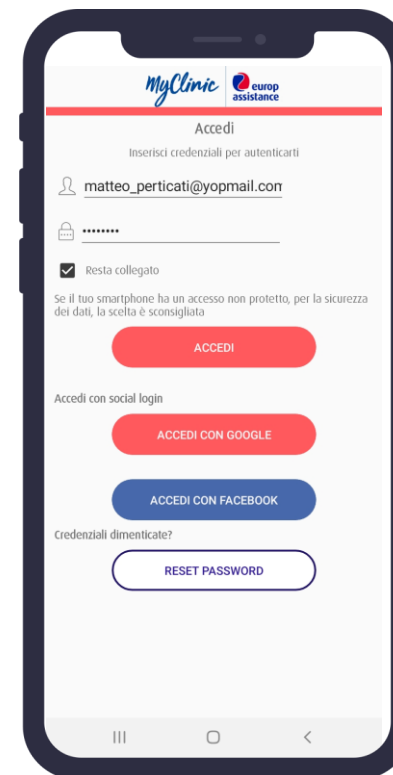 MyClinic europ assistance
Accedi
Inserisci credenziali per autenticarti
matteo_perticati@yopmail.com
••••••••
Resta collegato
Se il tuo smartphone ha un accesso non protetto, per la sicurezza
dei dati, la scelta è sconsigliata
ACCEDI
Accedi con social login
ACCEDI CON GOOGLE
ACCEDI CON FACEBOOK
Credenziali dimenticate?
RESET PASSWORD